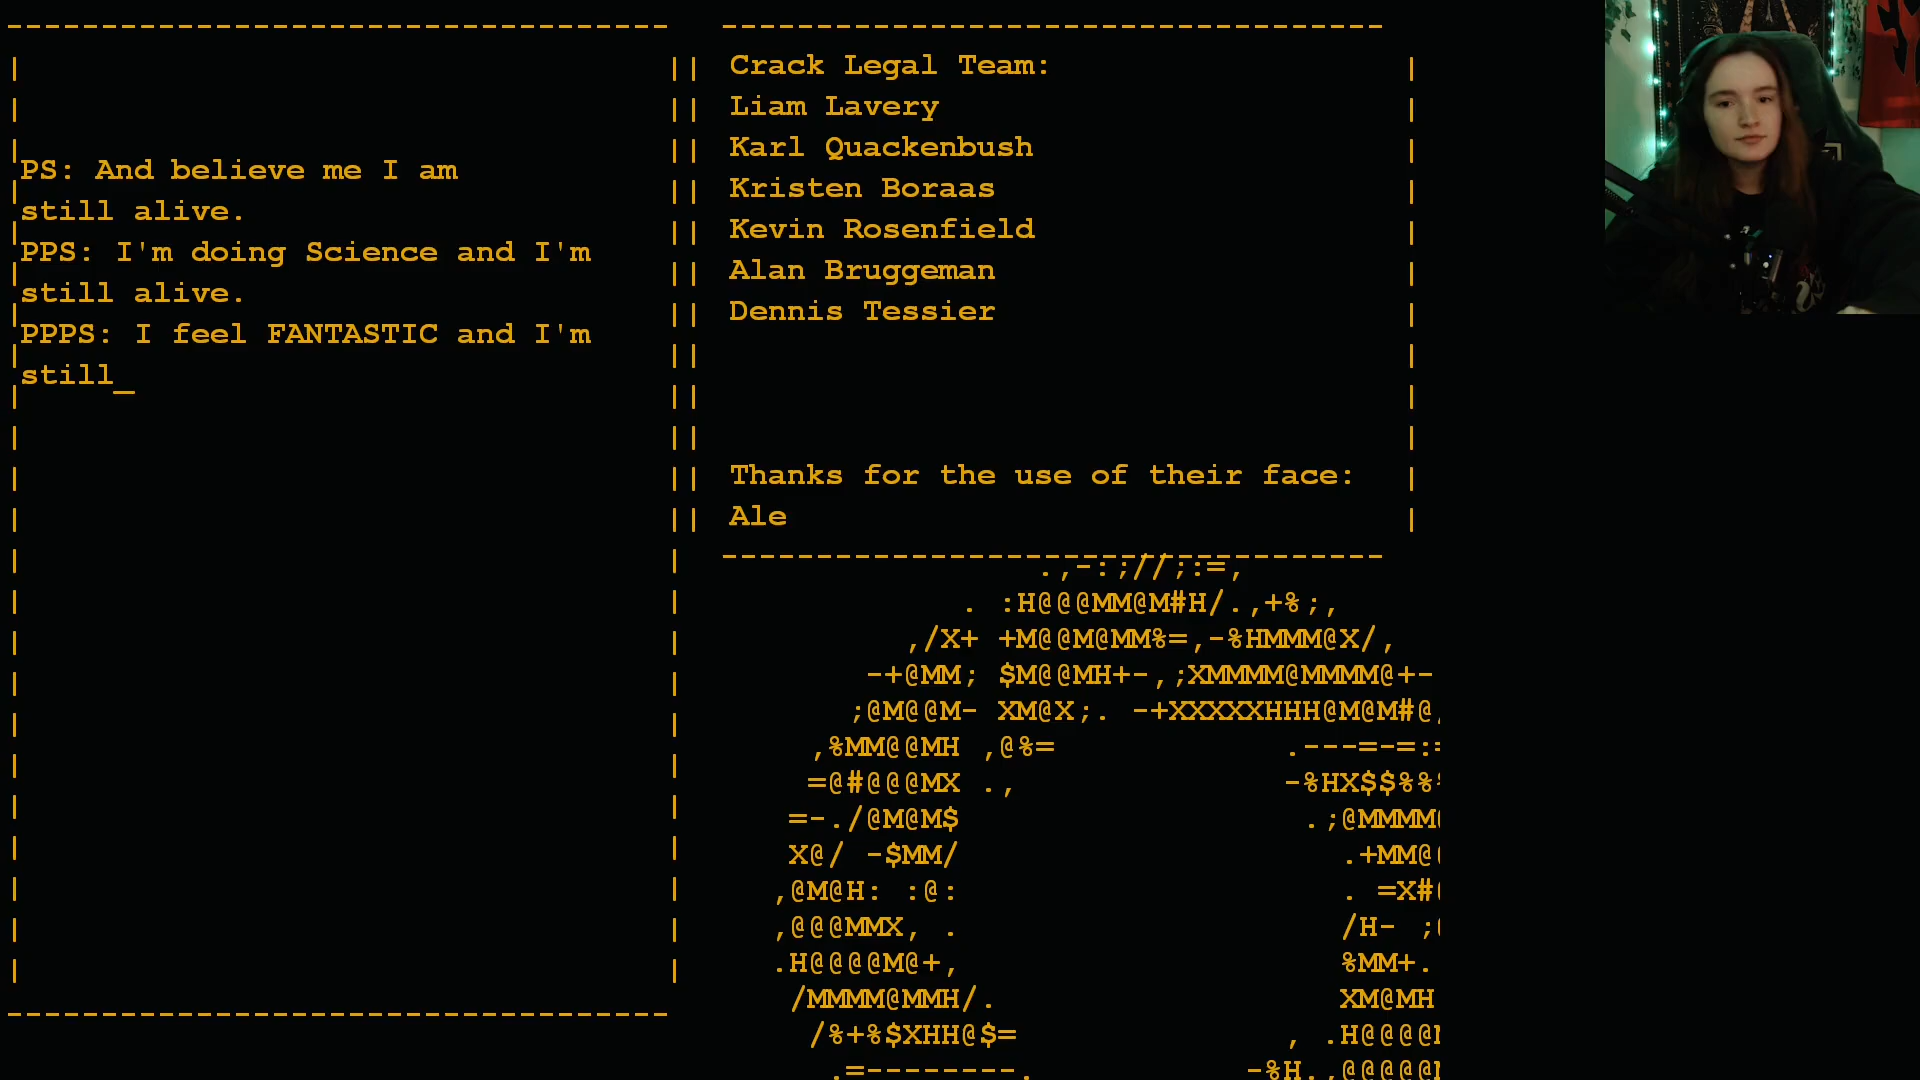 PS: And believe me I am
still alive.
PPS: I'm doing Science and I'm
still alive.
PPPS: I feel FANTASTIC and I'm
still_
Crack Legal Team:
Liam Lavery
Karl Quackenbush
Kristen Boraas
Kevin Rosenfield
Alan Bruggeman
Dennis Tessier
Thanks for the use of their face:
Ale